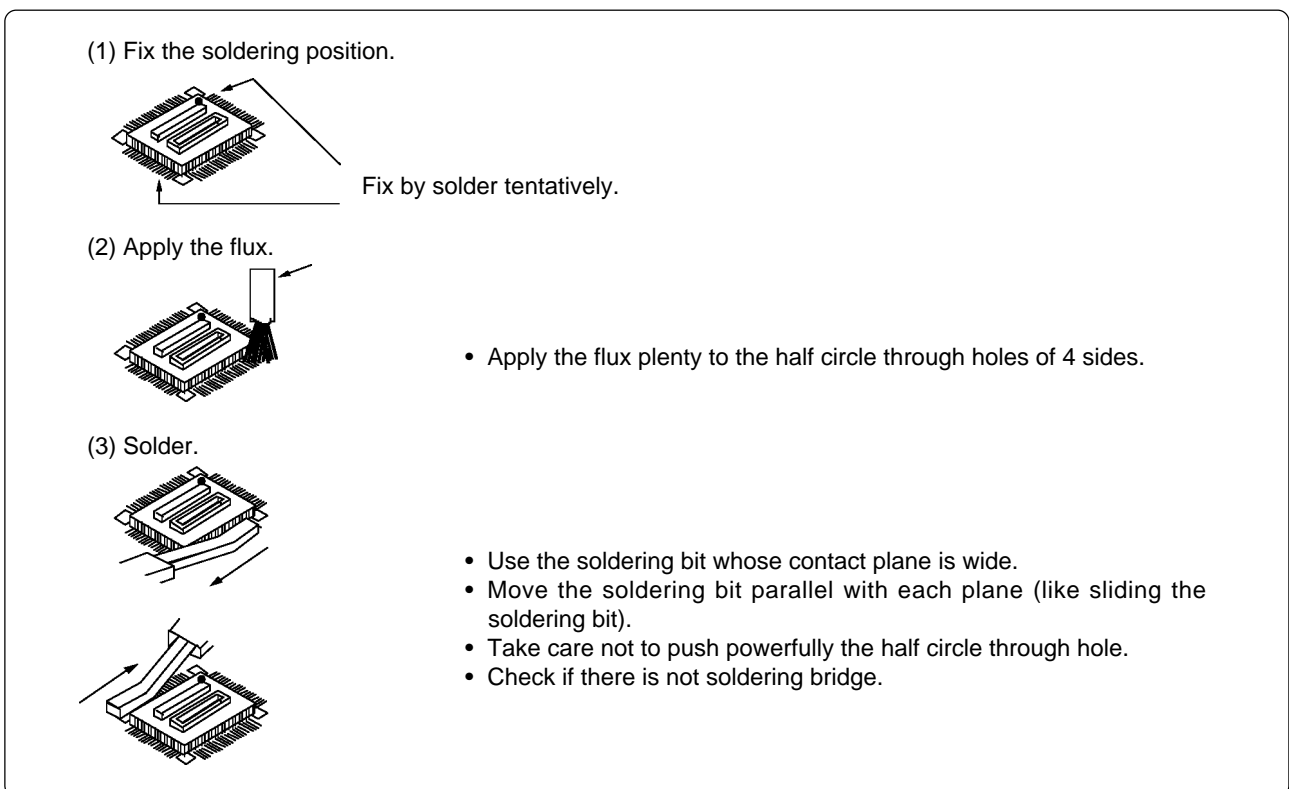 (1) Fix the soldering position.
Fix by solder tentatively.
(2) Apply the flux.
• Apply the flux plenty to the half circle through holes of 4 sides.
(3) Solder.
• Use the soldering bit whose contact plane is wide.
• Move the soldering bit parallel with each plane (like sliding the
soldering bit).
• Take care not to push powerfully the half circle through hole.
• Check if there is not soldering bridge.